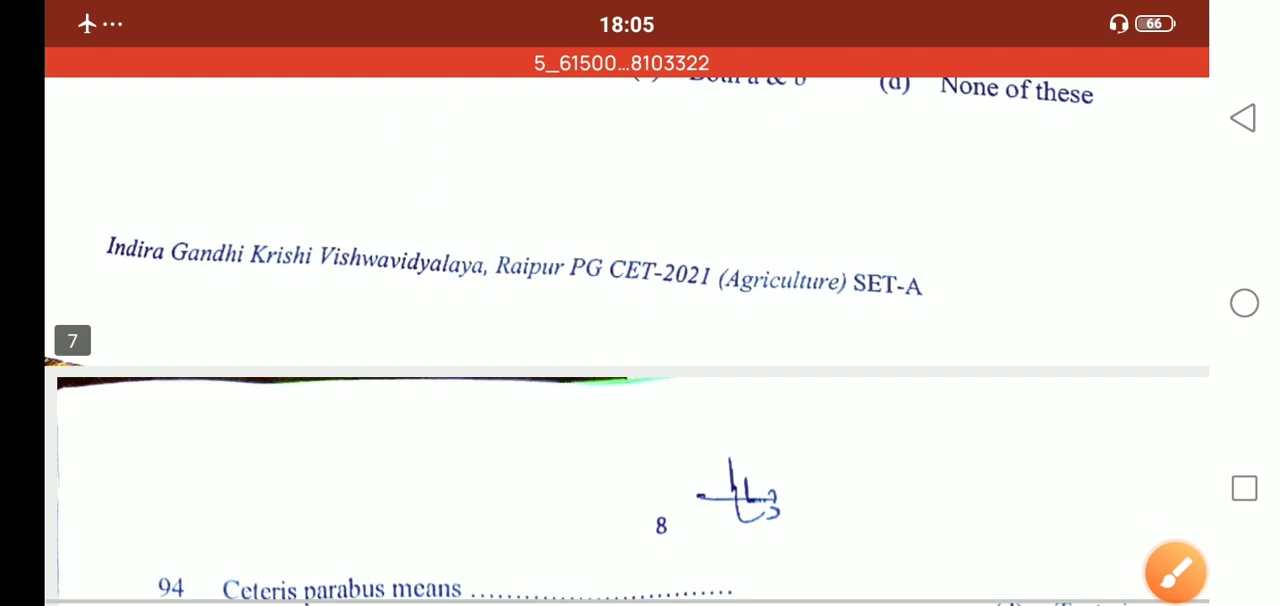 18:05
66
5_61500...8103322
(d) None of these
Indira Gandhi Krishi Vishwavidyalaya, Raipur PG CET-2021 (Agriculture) SET-A
7
8
94 Ceteris parabus means ................................